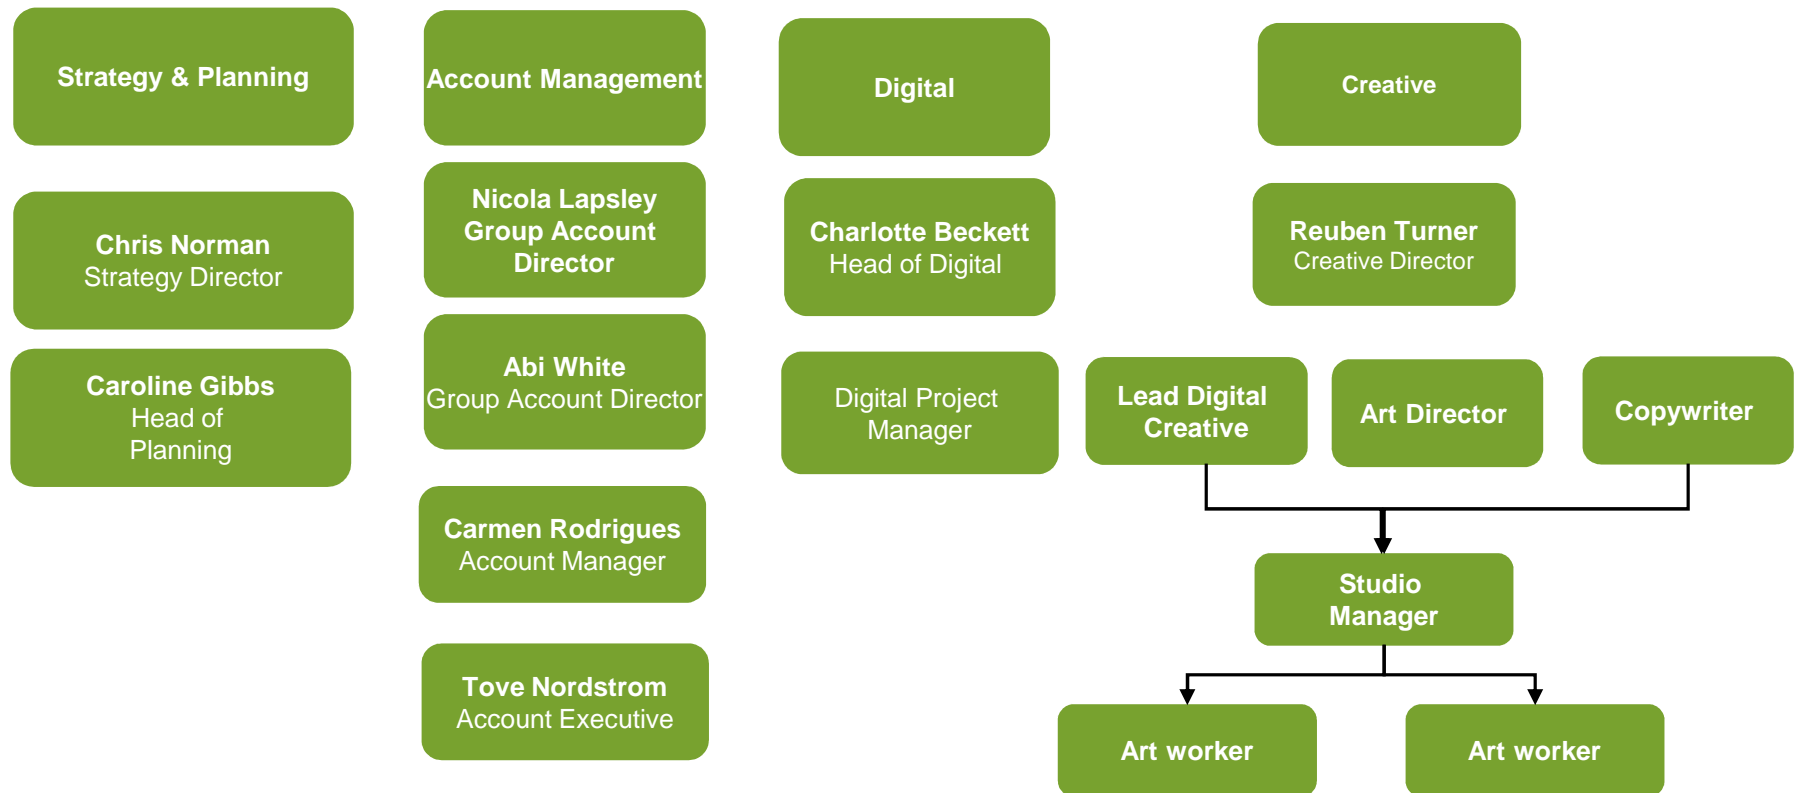 Strategy & Planning
Account Management
Digital
Creative
Chris Norman
Strategy Director
Nicola Lapsley
Group Account
Director
Charlotte Beckett
Head of Digital
Reuben Turner
Creative Director
Caroline Gibbs
Head of
Planning
Abi White
Group Account Director
Digital Project
Manager
Lead Digital
Creative
Art Director
Copywriter
Carmen Rodrigues
Account Manager
Studio
Manager
Tove Nordstrom
Account Executive
Art worker
Art worker